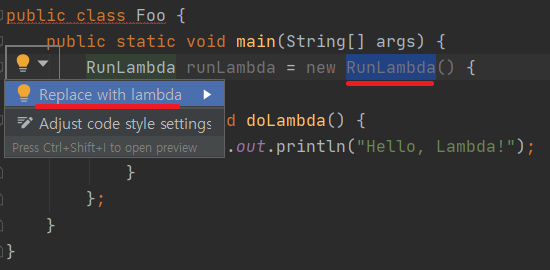 public class Foo {
public static void main(String[] args) {
RunLambda runLambda = new RunLambda() {
Replace with lambda
d doLambda() {
Adjust code style settings
.out.println("Hello, Lambda!");
Press Ctrl+Shift+I to open preview
}
};
}
}